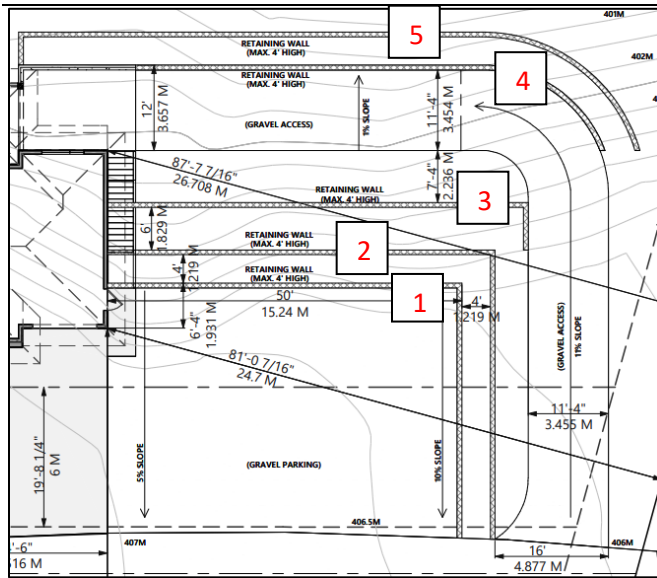 401M
5
RETAINING WALL
(MAX. 4' HIGH)
402M
RETAINING WALL
(MAX. 4' HIGH)
4
12'
3.657 M
(GRAVEL ACCESS)
1% SLOPE
11'-4"
3.454 M
87'-7 7/16"
26.708 M
7'-4"
2.236 M
RETAINING WALL
(MAX. 4' HIGH)
3
6'
1.829 M
RETAINING WALL
(MAX. 4' HIGH)
2
4'
RETAINING WALL
(MAX. 4' HIGH)
1
50'
15.24 M
4'
1.219 M
6'-4"
1.931 M
(GRAVEL ACCESS)
11% SLOPE
81'-0 7/16"
24.7 M
11'-4"
3.455 M
19'-8 1/4"
6 M
5% SLOPE
(GRAVEL PARKING)
10% SLOPE
406.5M
407M
406M
'-6"
16'
4.877 M